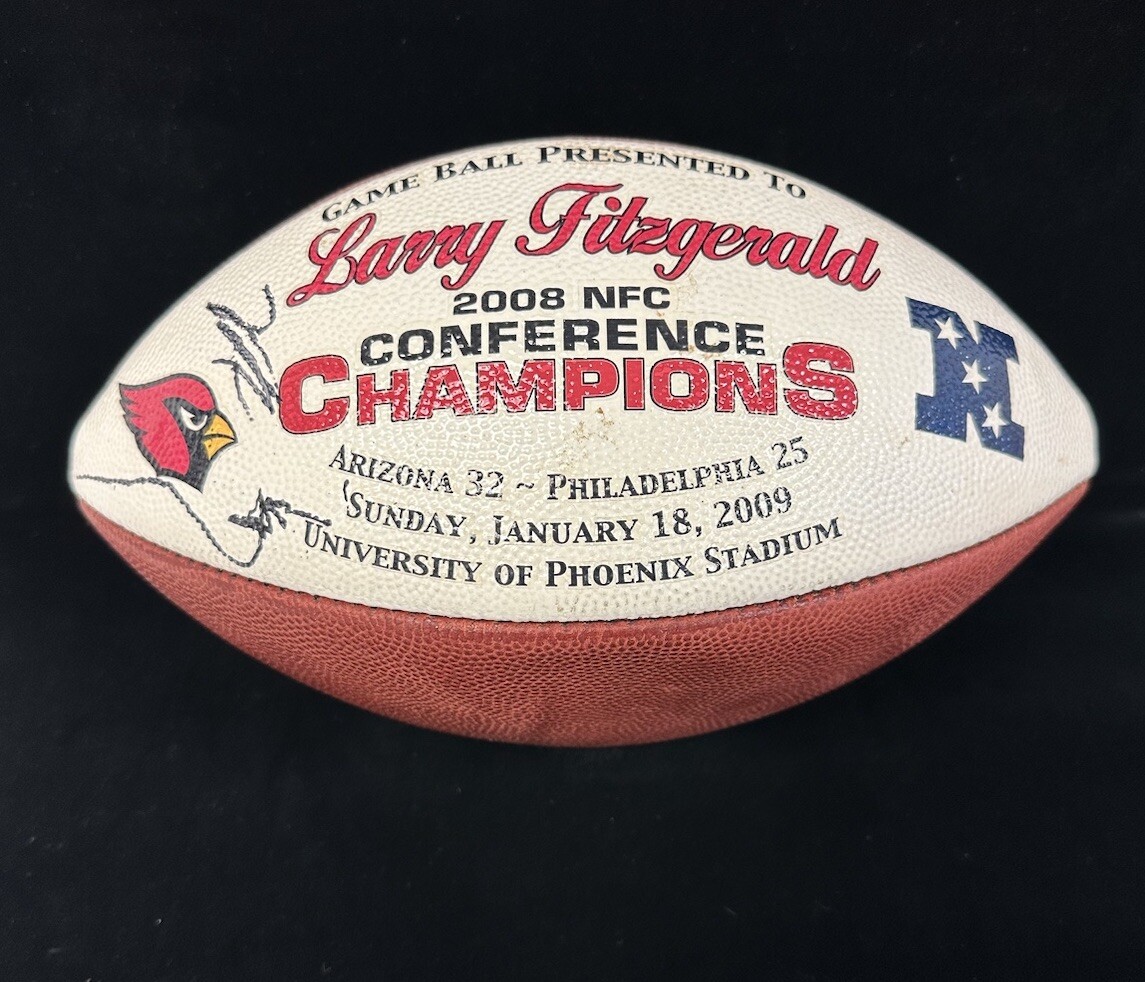 GAME BALL PRESENTED TO
Larry Fitzgerald
2008 NFC
CONFERENCE
CHAMPIONS
ARIZONA 32 ~ PHILADELPHIA 25
SUNDAY, JANUARY 18, 2009
UNIVERSITY OF PHOENIX STADIUM
N